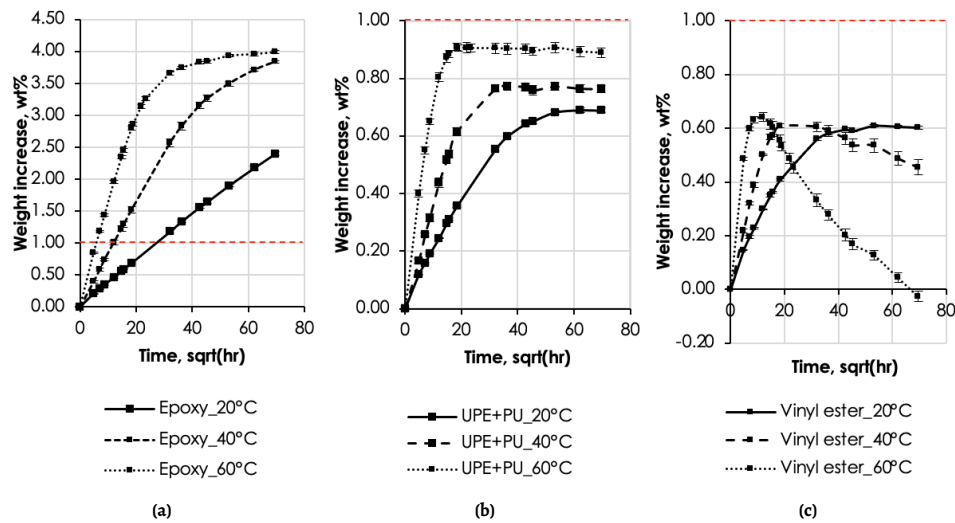 Weight increase, wt%
4.50
4.00
3.50
3.00
2.50
2.00
1.50
1.00
0.50
0.00
0
20
40
60
80
Time, sqrt(hr)
Epoxy_20°C
Epoxy_40°C
Epoxy_60°C
(a)
Weight increase, wt%
1.00
0.80
0.60
0.40
0.20
0.00
0
20
40
60
80
Time, sqrt(hr)
UPE+PU_20°C
UPE+PU_40°C
UPE+PU_60°C
(b)
Weight increase, wt%
1.00
0.80
0.60
0.40
0.20
0.00
-0.20
0
20
40
60
80
Time, sqrt(hr)
Vinyl ester_20°C
Vinyl ester_40°C
Vinyl ester_60°C
(c)